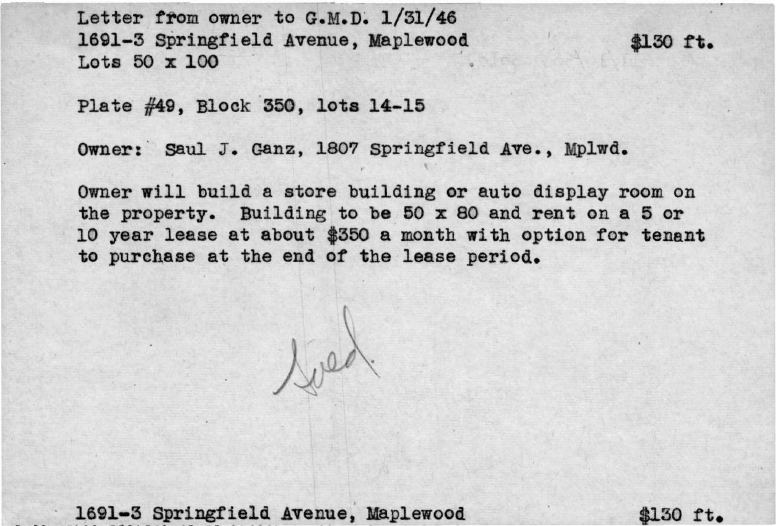 Letter from owner to G.M.D. 1/31/46
1691-3 Springfield Avenue, Maplewood $130 ft.
Lots 50 x 100
Plate #49, Block 350, lots 14-15
Owner: Saul J. Ganz, 1807 Springfield Ave., Mplwd.
Owner will build a store building or auto display room on
the property. Building to be 50 x 80 and rent on a 5 or
10 year lease at about $350 a month with option for tenant
to purchase at the end of the lease period.
1691-3 Springfield Avenue, Maplewood $130 ft.